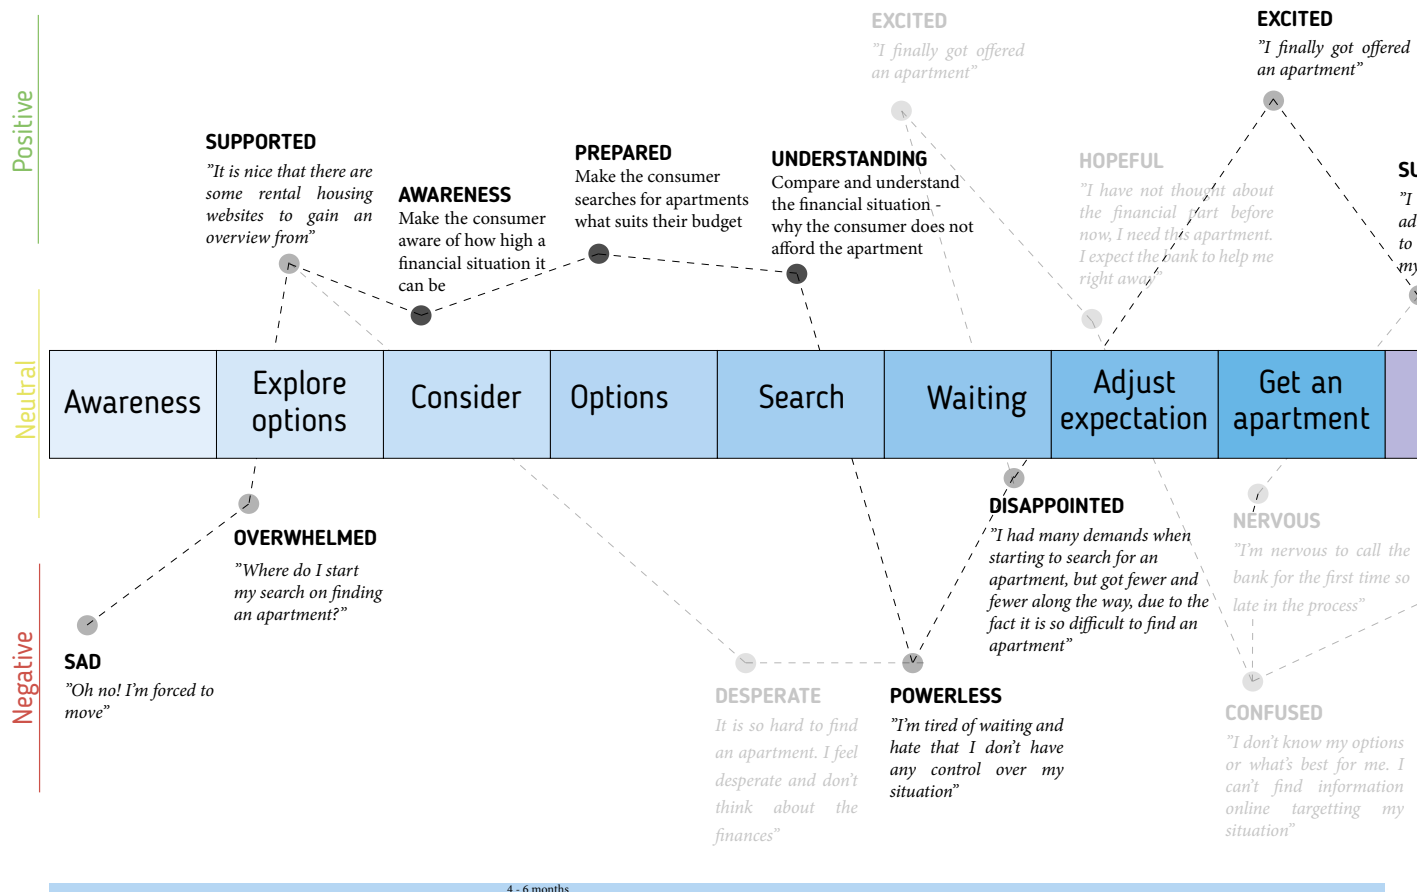 Positive
Neutral
Negative
EXCITED
"I finally got offered
an apartment"
EXCITED
"I finally got offered
an apartment"
SUPPORTED
"It is nice that there are
some rental housing
websites to gain an
overview from"
AWARENESS
Make the consumer
aware of how high a
financial situation it
can be
PREPARED
Make the consumer
searches for apartments
what suits their budget
UNDERSTANDING
Compare and understand
the financial situation -
why the consumer does not
afford the apartment
HOPEFUL
"I have not thought about
the financial part before
now, I need this apartment.
I expect the bank to help me
right away"
SU
"I
ad
to
my
Awareness
Explore
options
Consider
Options
Search
Waiting
Adjust
expectation
Get an
apartment
SAD
"Oh no! I'm forced to
move"
OVERWHELMED
"Where do I start
my search on finding
an apartment?"
DESPERATE
It is so hard to find
an apartment. I feel
desperate and don't
think about the
finances"
POWERLESS
"I'm tired of waiting and
hate that I don't have
any control over my
situation"
DISAPPOINTED
"I had many demands when
starting to search for an
apartment, but got fewer and
fewer along the way, due to the
fact it is so difficult to find an
apartment"
NERVOUS
"I'm nervous to call the
bank for the first time so
late in the process"
CONFUSED
"I don't know my options
or what's best for me. I
can't find information
online targetting my
situation"
4 - 6 months